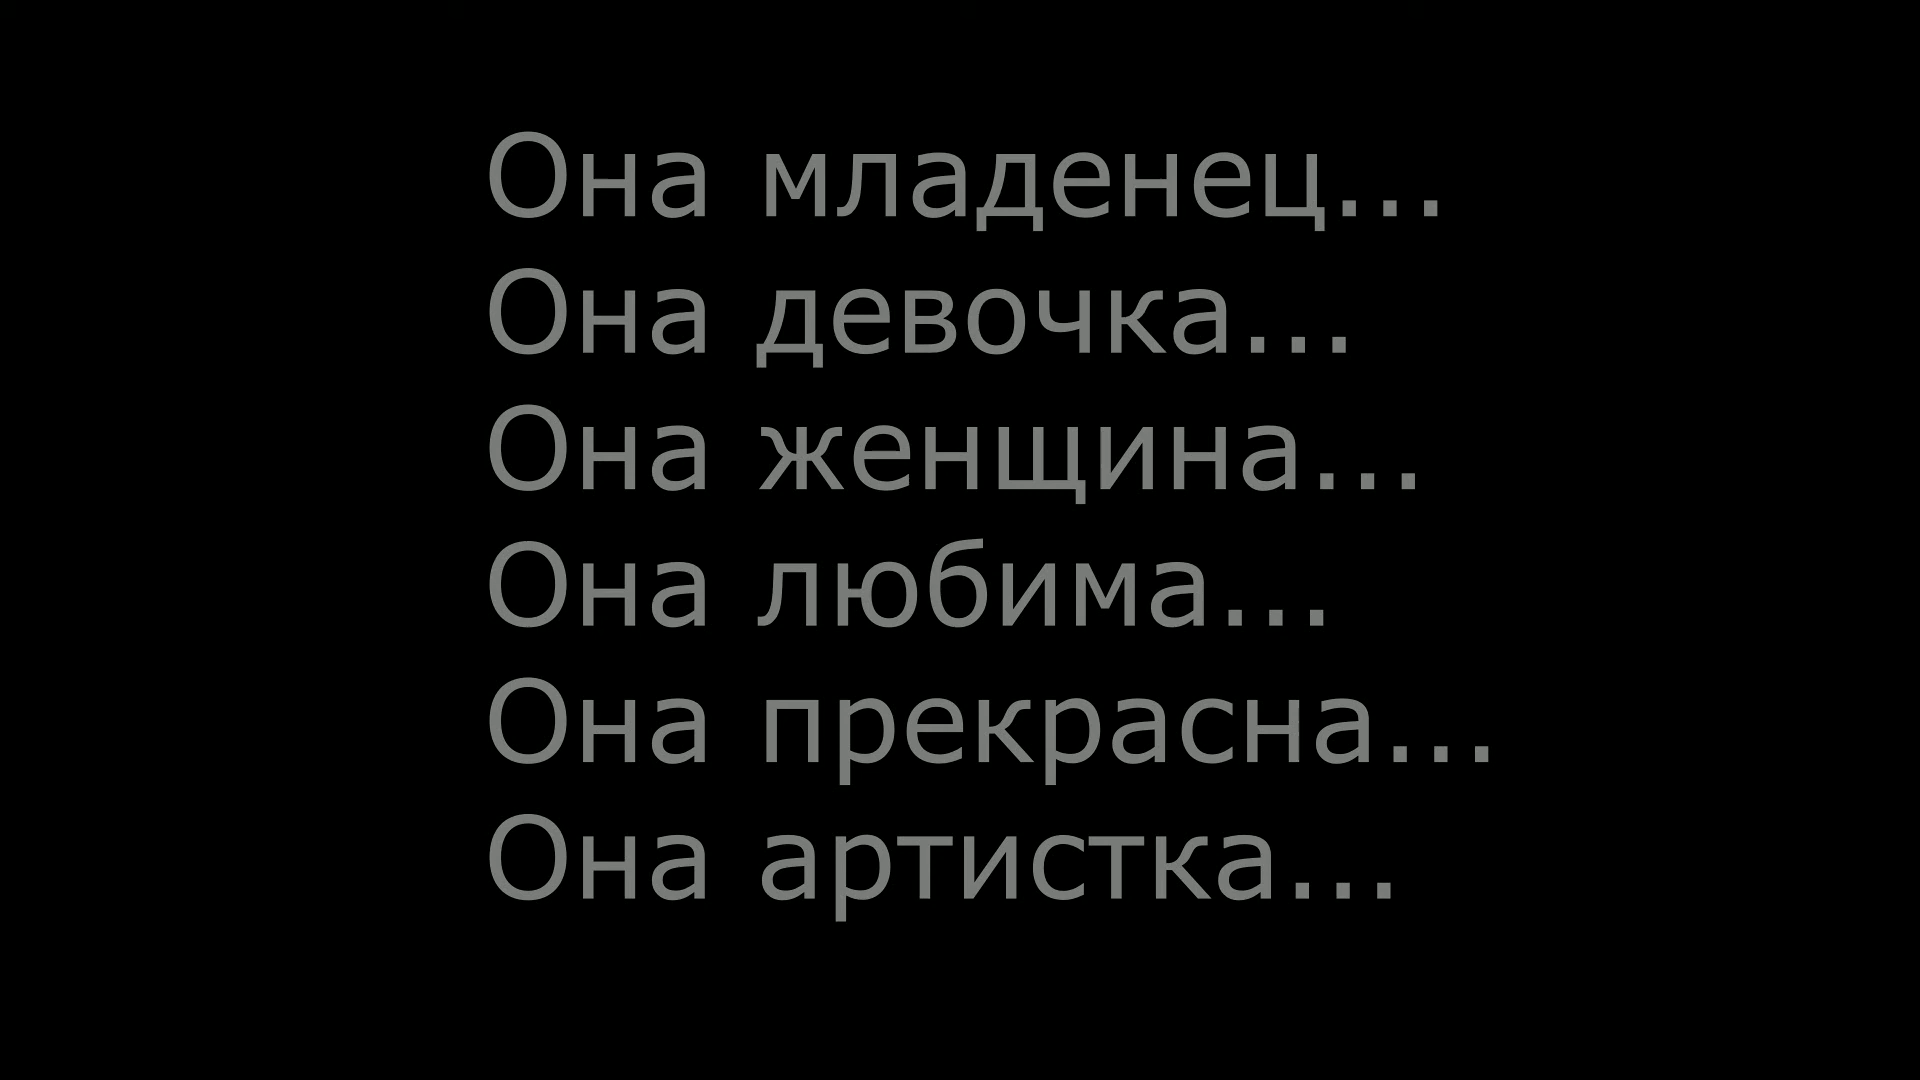 Она младенец...
Она девочка...
Она женщина...
Она любима...
Она прекрасна...
Она артистка...